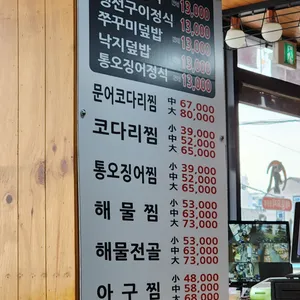 생선구이정식 13,000
쭈꾸미덮밥 13,000
낙지덮밥 13,000
통오징어정식 13,000
문어코다리찜 中 67,000
大 80,000
코다리찜 小 39,000
中 52,000
大 65,000
통오징어찜 小 39,000
中 52,000
大 65,000
해물찜 小 53,000
中 63,000
大 73,000
해물전골 小 53,000
中 63,000
大 73,000
아구찜 小 48,000
中 58,000
大 68,000